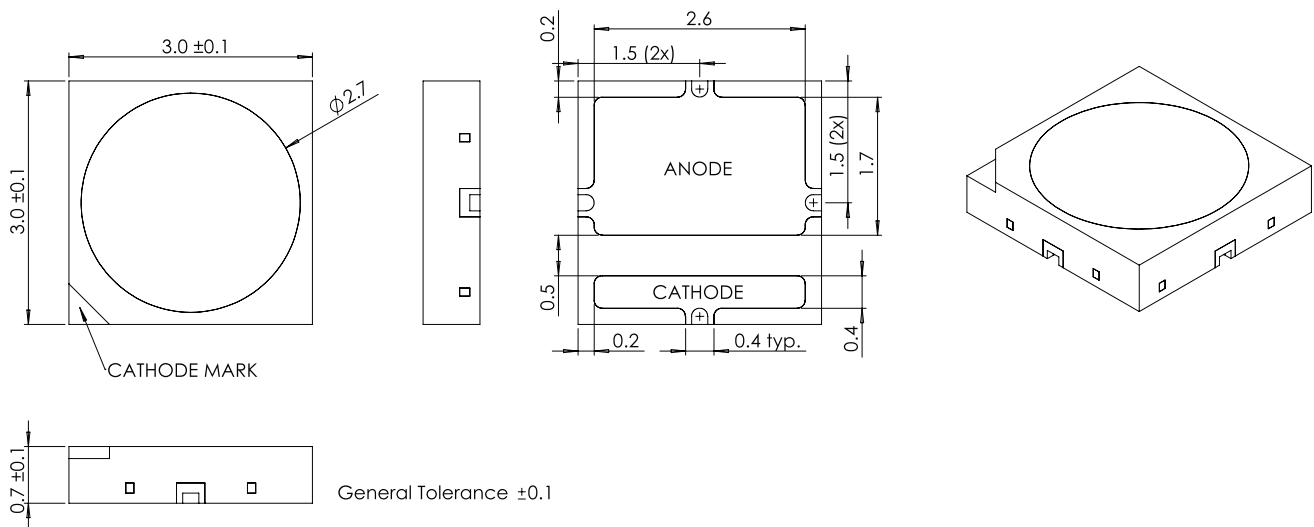 3.0 ±0.1
3.0 ±0.1
Φ2.7
CATHODE MARK
0.2
2.6
1.5 (2x)
ANODE
1.5 (2x)
1.7
0.5
CATHODE
0.4
0.2
0.4 typ.
0.7 ±0.1
General Tolerance ±0.1